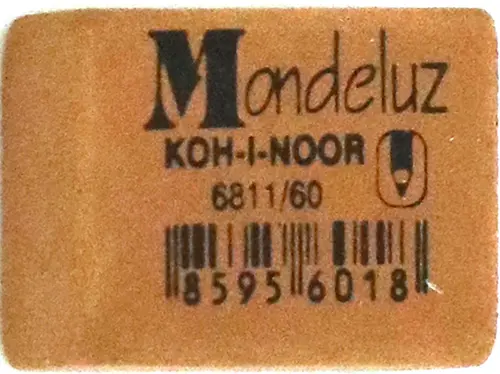 Mondeluz
KOH-I-NOOR
6811/60
8595 6018